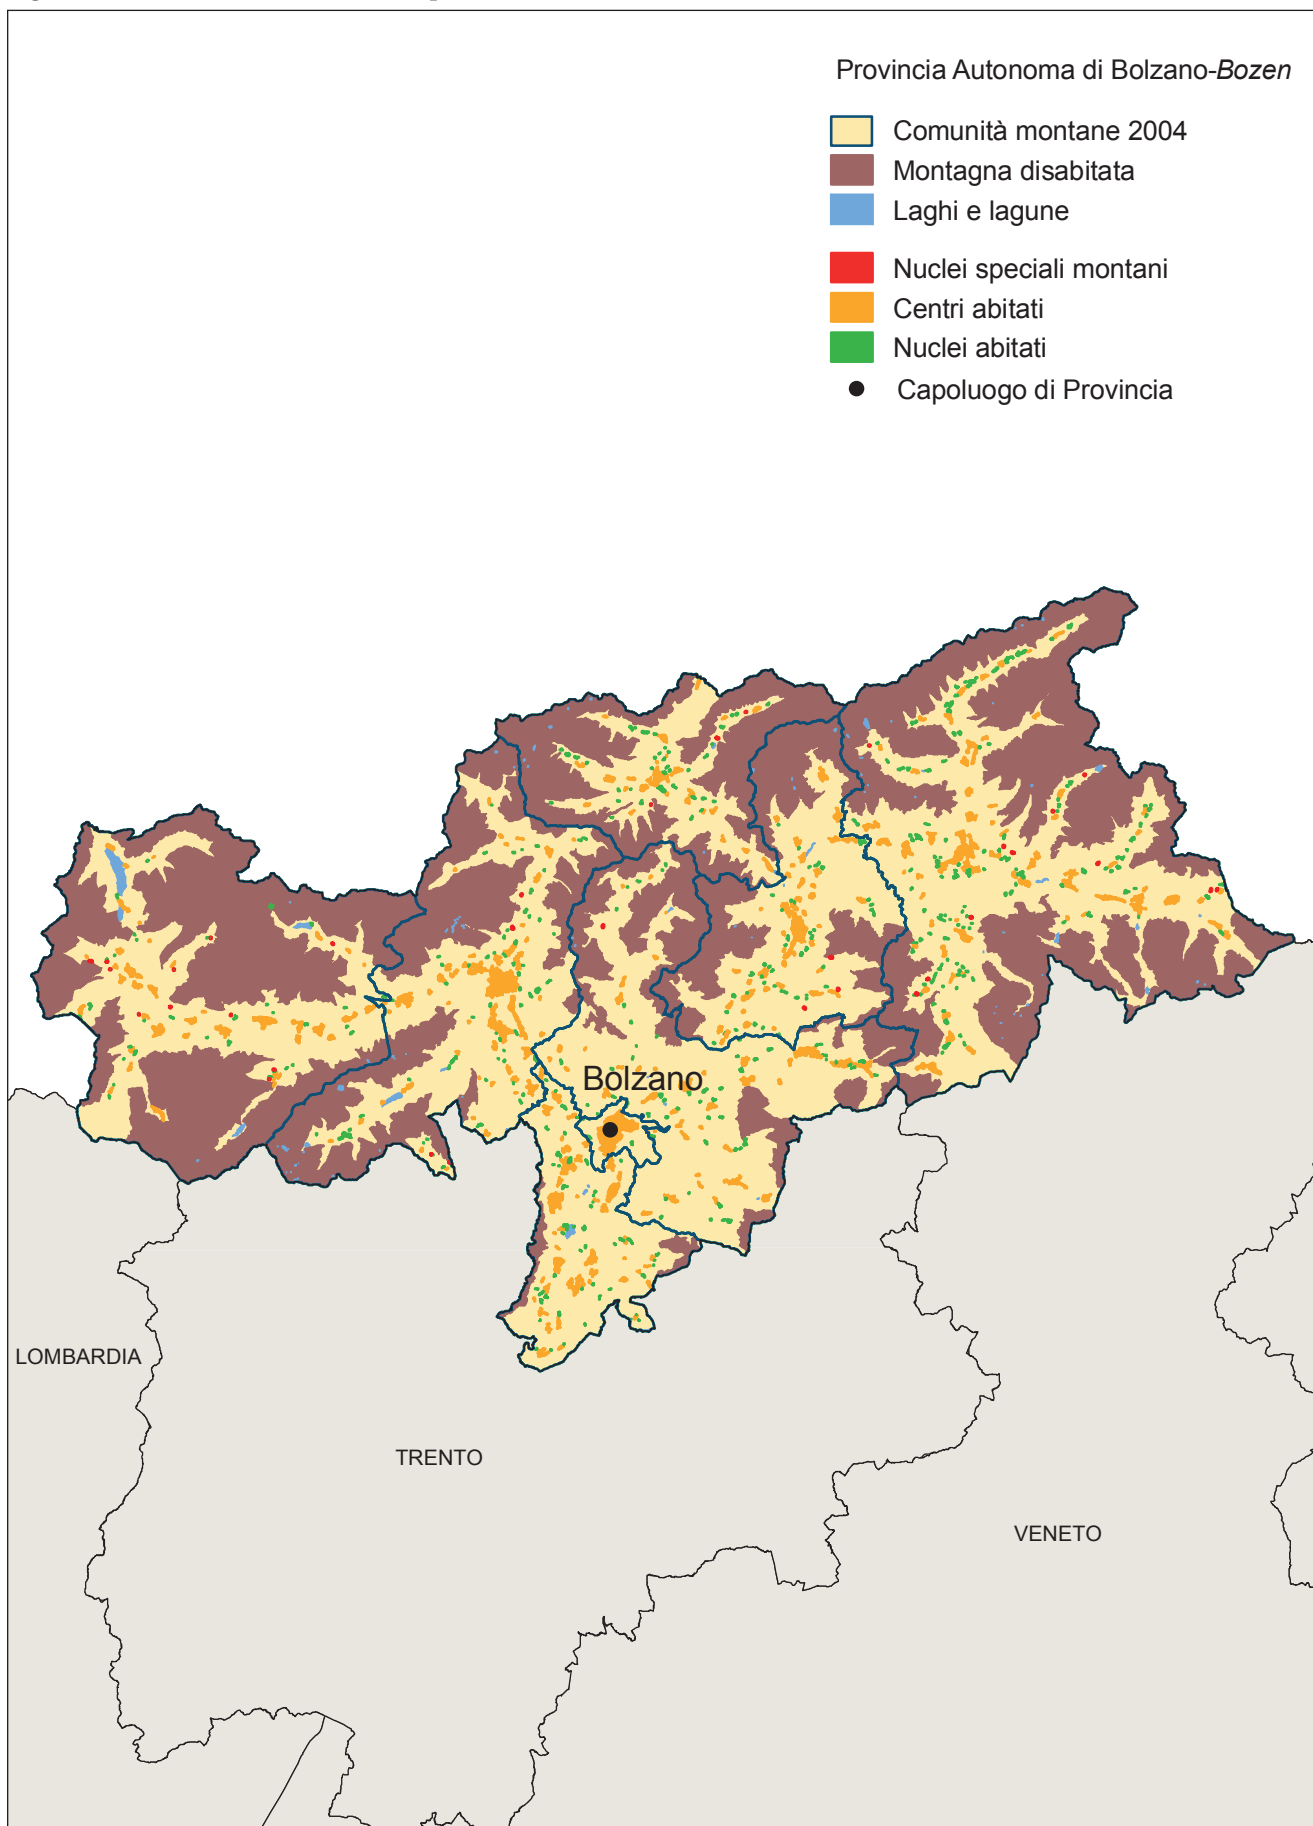 Provincia Autonoma di Bolzano-Bozen
Comunità montane 2004
Montagna disabitata
Laghi e lagune
Nuclei speciali montani
Centri abitati
Nuclei abitati
Capoluogo di Provincia
Bolzano
LOMBARDIA
TRENTO
VENETO